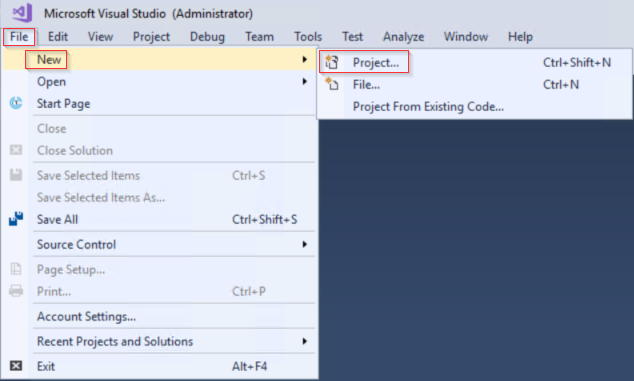 Microsoft Visual Studio (Administrator)
File Edit View Project Debug Team Tools Test Analyze Window Help
New
Project... Ctrl+Shift+N
Open
File... Ctrl+N
Start Page
Project From Existing Code...
Close
Close Solution
Save Selected Items Ctrl+S
Save Selected Items As...
Save All Ctrl+Shift+S
Source Control
Page Setup...
Print... Ctrl+P
Account Settings...
Recent Projects and Solutions
Exit Alt+F4